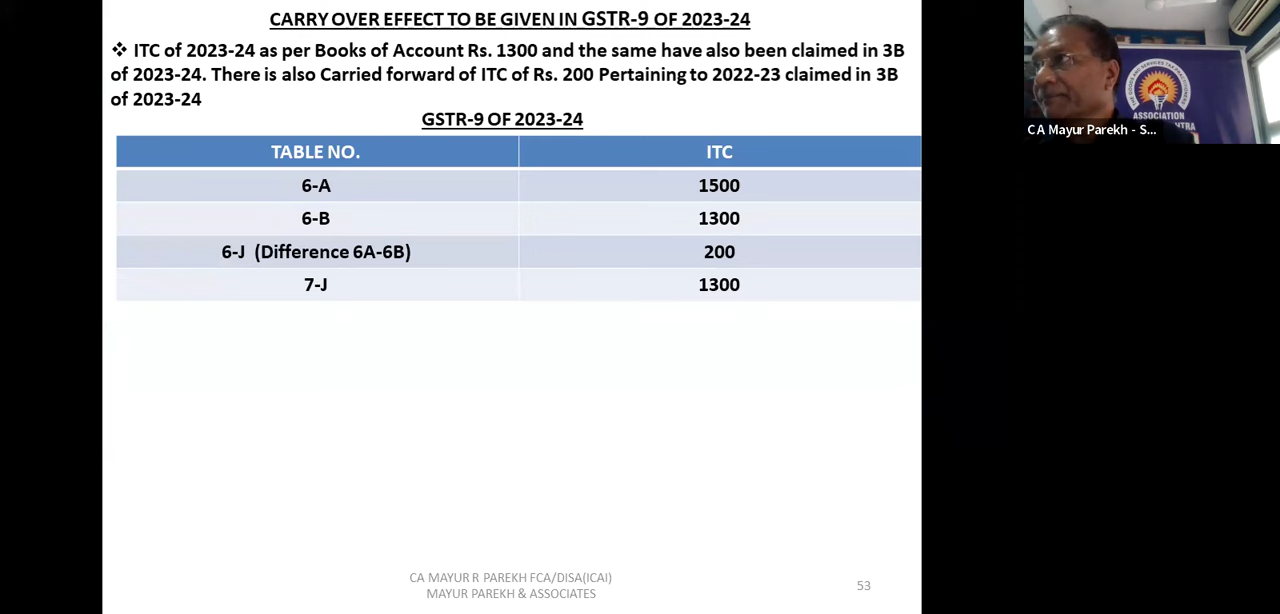 CARRY OVER EFFECT TO BE GIVEN IN GSTR-9 OF 2023-24
❖ ITC of 2023-24 as per Books of Account Rs. 1300 and the same have also been claimed in 3B
of 2023-24. There is also Carried forward of ITC of Rs. 200 Pertaining to 2022-23 claimed in 3B
of 2023-24
GSTR-9 OF 2023-24
TABLE NO. ITC
6-A 1500
6-B 1300
6-J (Difference 6A-6B) 200
7-J 1300
CA MAYUR R PAREKH FCA/DISA(ICAI)
MAYUR PAREKH & ASSOCIATES
53
ASSOCIATION
CA Mayur Parekh - S...